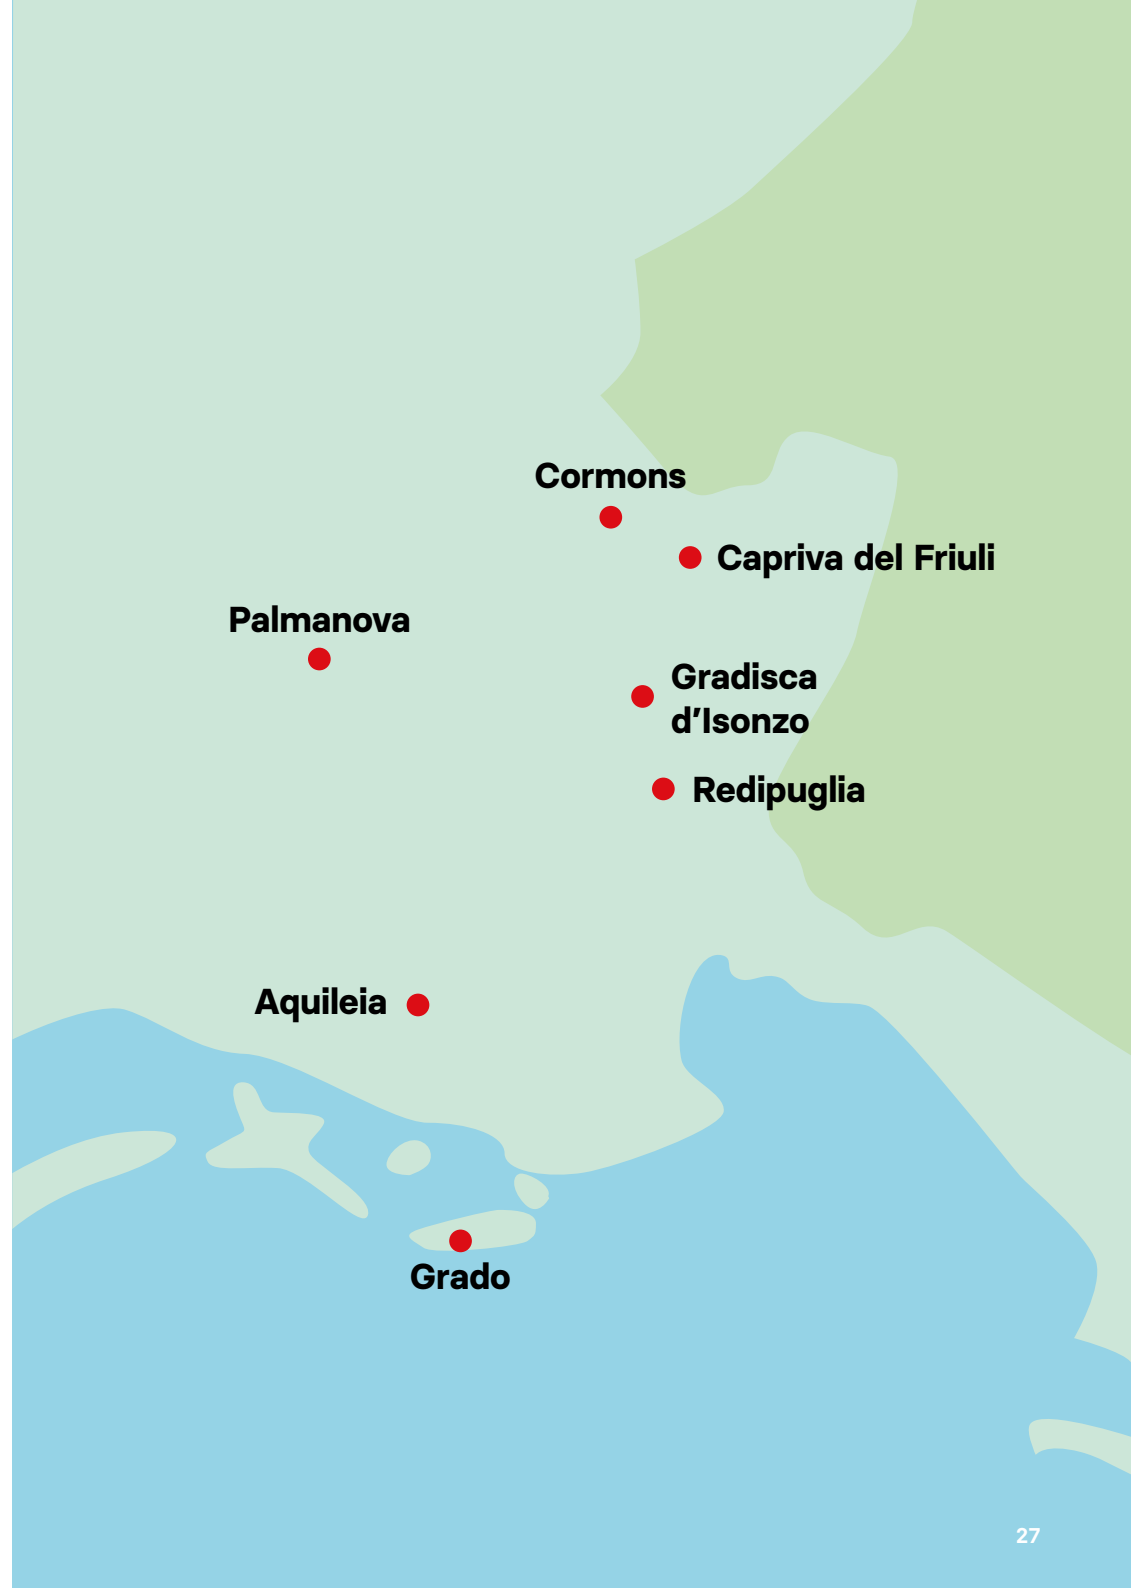 Cormons
Capriva del Friuli
Palmanova
Gradisca
d’Isonzo
Redipuglia
Aquileia
Grado
27